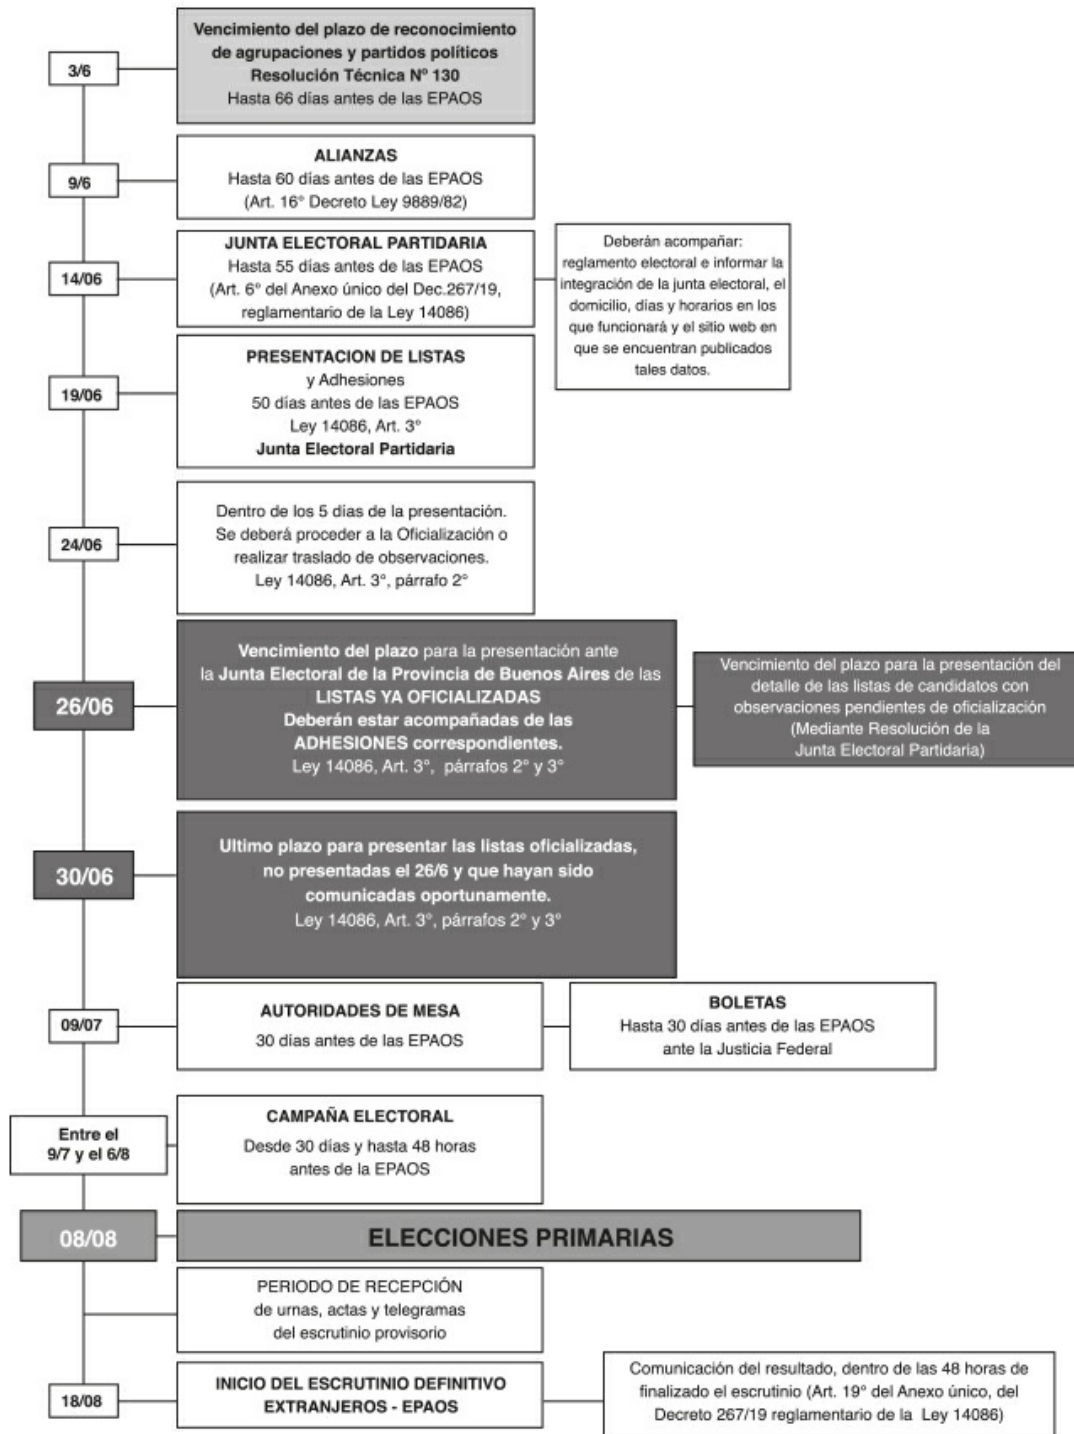 3/6
Vencimiento del plazo de reconocimiento
de agrupaciones y partidos políticos
Resolución Técnica Nº 130
Hasta 66 días antes de las EPAOS
9/6
ALIANZAS
Hasta 60 días antes de las EPAOS
(Art. 16° Decreto Ley 9889/82)
14/06
JUNTA ELECTORAL PARTIDARIA
Hasta 55 días antes de las EPAOS
(Art. 6° del Anexo único del Dec.267/19,
reglamentario de la Ley 14086)
Deberán acompañar:
reglamento electoral e informar la
integración de la junta electoral, el
domicilio, días y horarios en los
que funcionará y el sitio web en
que se encuentran publicados
tales datos.
19/06
PRESENTACION DE LISTAS
y Adhesiones
50 días antes de las EPAOS
Ley 14086, Art. 3°
Junta Electoral Partidaria
24/06
Dentro de los 5 días de la presentación.
Se deberá proceder a la Oficialización o
realizar traslado de observaciones.
Ley 14086, Art. 3°, párrafo 2°
26/06
Vencimiento del plazo para la presentación ante
la Junta Electoral de la Provincia de Buenos Aires de las
LISTAS YA OFICIALIZADAS
Deberán estar acompañadas de las
ADHESIONES correspondientes.
Ley 14086, Art. 3°, párrafos 2° y 3°
Vencimiento del plazo para la presentación del
detalle de las listas de candidatos con
observaciones pendientes de oficialización
(Mediante Resolución de la
Junta Electoral Partidaria)
30/06
Ultimo plazo para presentar las listas oficializadas,
no presentadas el 26/6 y que hayan sido
comunicadas oportunamente.
Ley 14086, Art. 3°, párrafos 2° y 3°
09/07
AUTORIDADES DE MESA
30 días antes de las EPAOS
BOLETAS
Hasta 30 días antes de las EPAOS
ante la Justicia Federal
Entre el
9/7 y el 6/8
CAMPAÑA ELECTORAL
Desde 30 días y hasta 48 horas
antes de la EPAOS
08/08
ELECCIONES PRIMARIAS
PERIODO DE RECEPCIÓN
de urnas, actas y telegramas
del escrutinio provisorio
18/08
INICIO DEL ESCRUTINIO DEFINITIVO
EXTRANJEROS - EPAOS
Comunicación del resultado, dentro de las 48 horas de
finalizado el escrutinio (Art. 19° del Anexo único, del
Decreto 267/19 reglamentario de la Ley 14086)